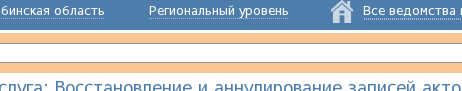 бинская область Региональный уровень Все ведомства
слуга: Восстановление и аннулирование записей акто